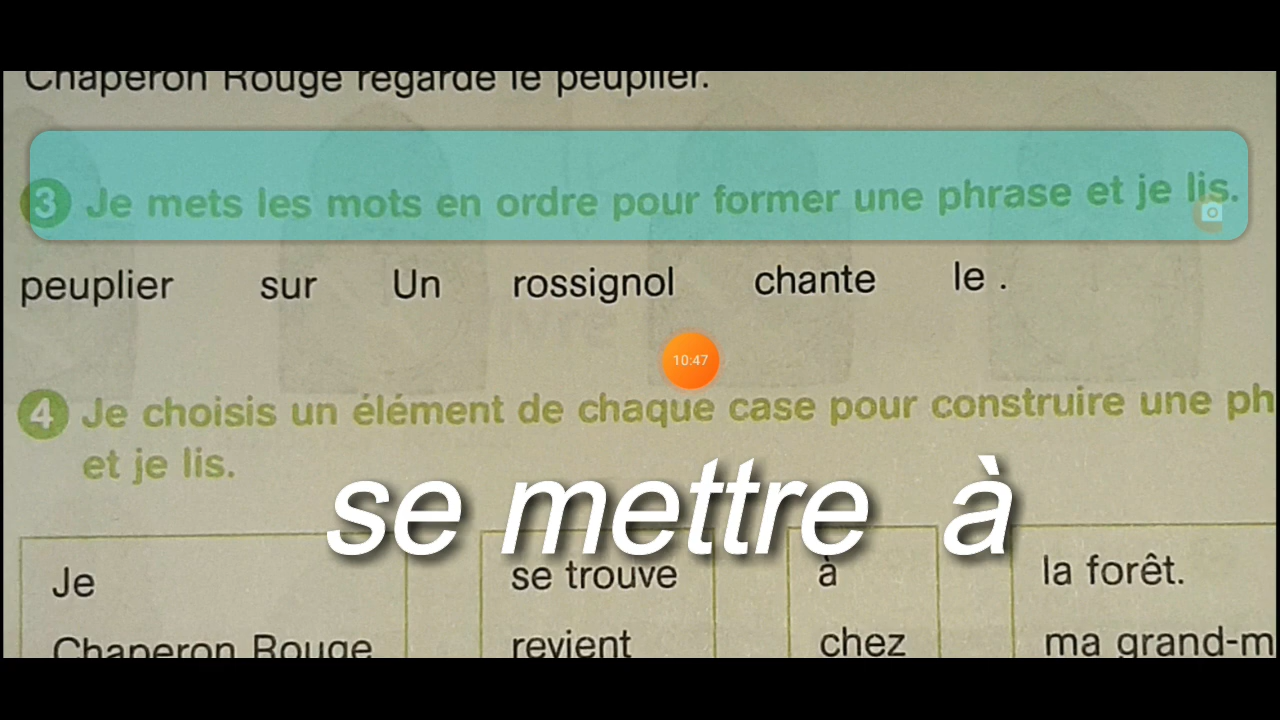 Chaperon Rouge regarde le peuplier.
3 Je mets les mots en ordre pour former une phrase et je lis.
peuplier sur Un rossignol chante le .
10:47
4 Je choisis un élément de chaque case pour construire une ph
et je lis.
se mettre à
Je se trouve à la forêt.
Chaperon Rouge revient chez ma grand-m